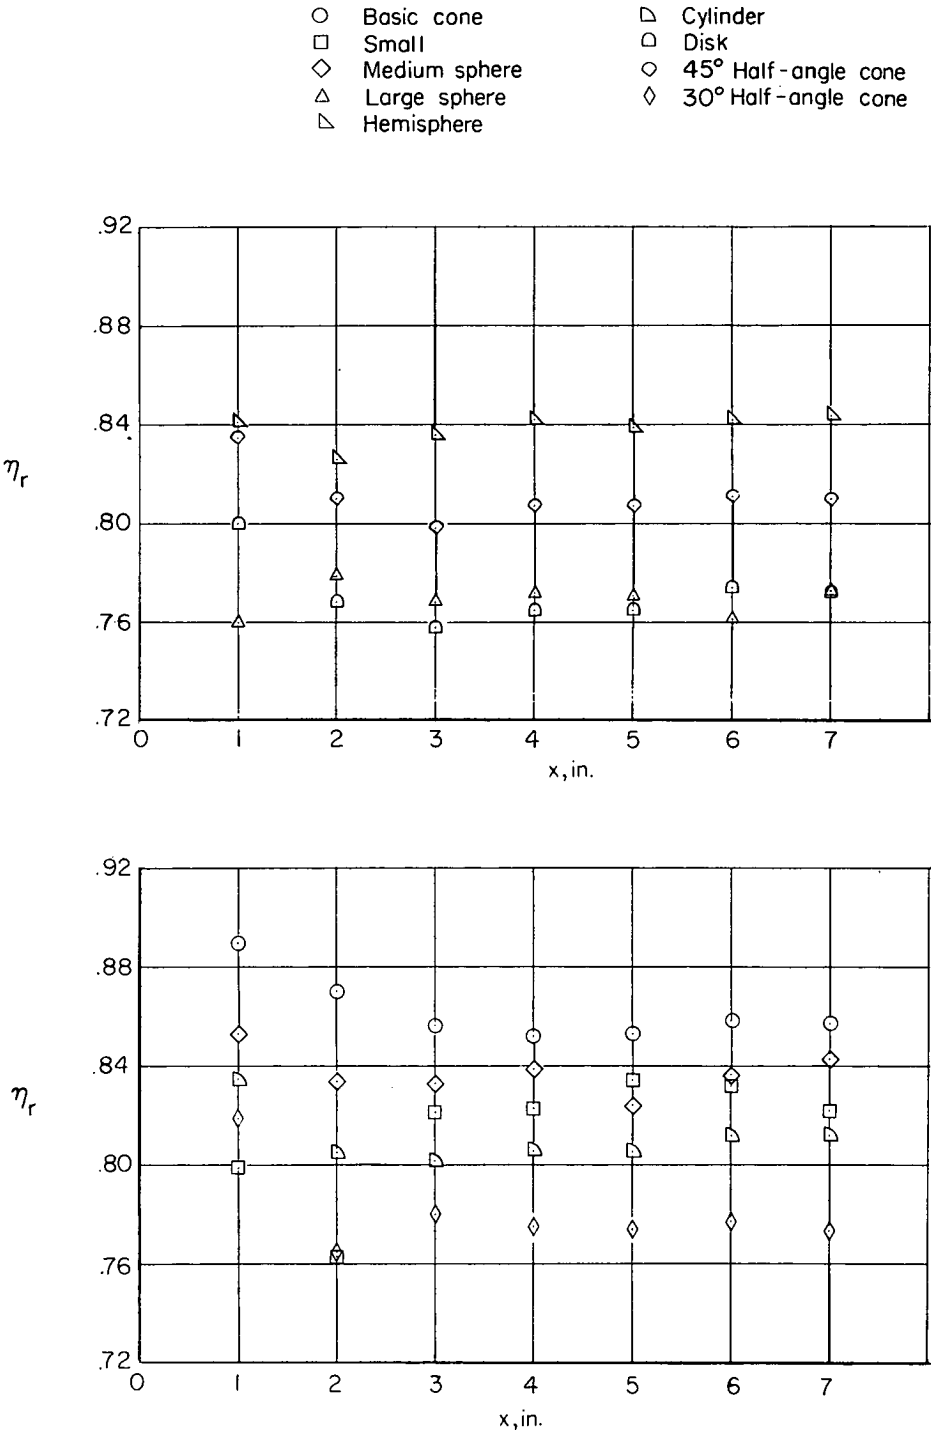 Basic cone
Small
Medium sphere
Large sphere
Hemisphere
Cylinder
Disk
45° Half-angle cone
30° Half-angle cone
.92
.88
.84
.80
.76
.72
ηr
0 1 2 3 4 5 6 7
x, in.
.92
.88
.84
.80
.76
.72
ηr
0 1 2 3 4 5 6 7
x, in.